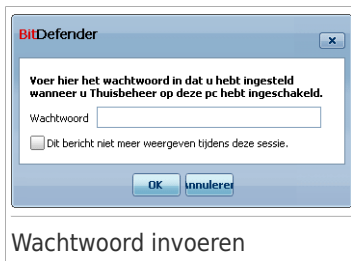 BitDefender
Voer hier het wachtwoord in dat u hebt ingesteld
wanneer u Thuisbeheer op deze pc hebt ingeschakeld.
Wachtwoord
Dit bericht niet meer weergeven tijdens deze sessie.
OK Annuleren
Wachtwoord invoeren